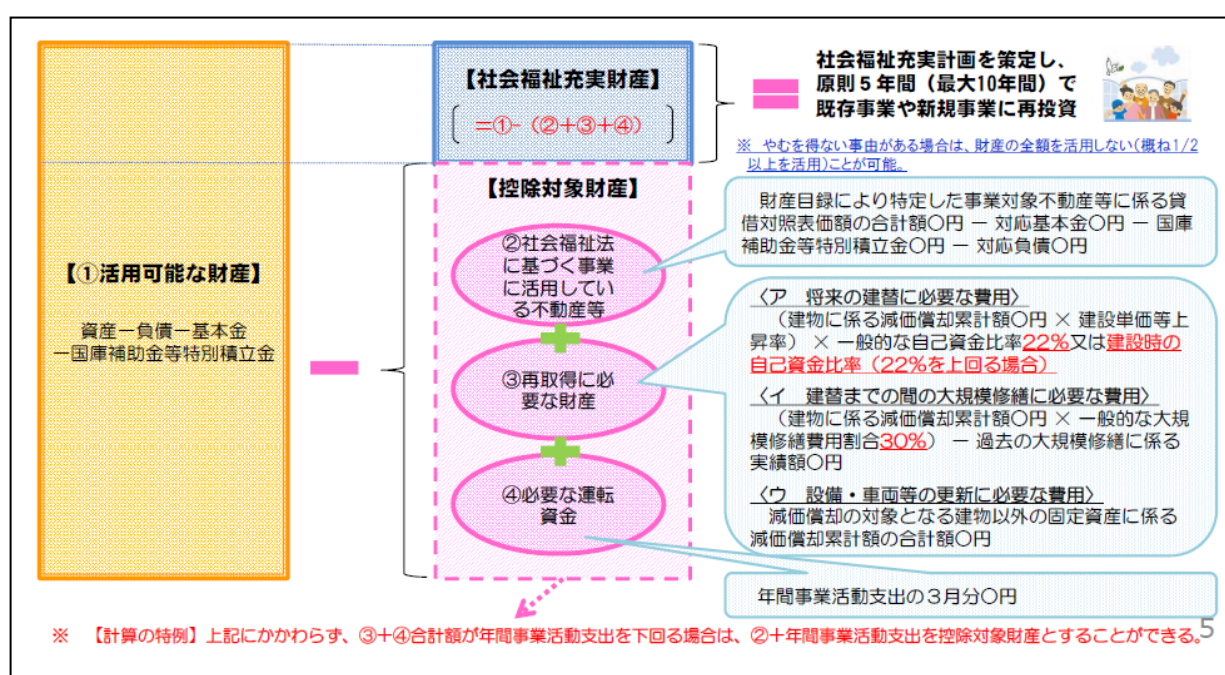 【①活用可能な財産】
資産ー負債ー基本金
ー国庫補助金等特別積立金
【社会福祉充実財産】
=①-(②+③+④)
社会福祉充実計画を策定し、
原則5年間(最大10年間)で
既存事業や新規事業に再投資
※ やむを得ない事由がある場合は、財産の全額を活用しない(概ね1/2
以上を活用)ことが可能。
【控除対象財産】
②社会福祉法
に基づく事業
に活用してい
る不動産等
③再取得に必
要な財産
④必要な運転
資金
財産目録により特定した事業対象不動産等に係る貸
借対照表価額の合計額〇円 ー 対応基本金〇円 ー 国庫
補助金等特別積立金〇円 ー 対応負債〇円
〈ア 将来の建替に必要な費用〉
(建物に係る減価償却累計額〇円 × 建設単価等上
昇率) × 一般的な自己資金比率22%又は建設時の
自己資金比率(22%を上回る場合)
〈イ 建替までの間の大規模修繕に必要な費用〉
(建物に係る減価償却累計額〇円 × 一般的な大規
模修繕費用割合30%) ー 過去の大規模修繕に係る
実績額〇円
〈ウ 設備・車両等の更新に必要な費用〉
減価償却の対象となる建物以外の固定資産に係る
減価償却累計額の合計額〇円
年間事業活動支出の3月分〇円
※ 【計算の特例】上記にかかわらず、③+④合計額が年間事業活動支出を下回る場合は、②+年間事業活動支出を控除対象財産とすることができる。
5